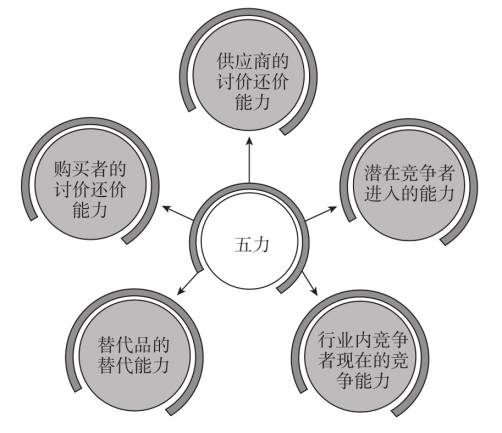 供应商的
讨价还价
能力
购买者的
讨价还价
能力
潜在竞争者
进入的能力
五力
替代品的
替代能力
行业内竞争
者现在的竞
争能力